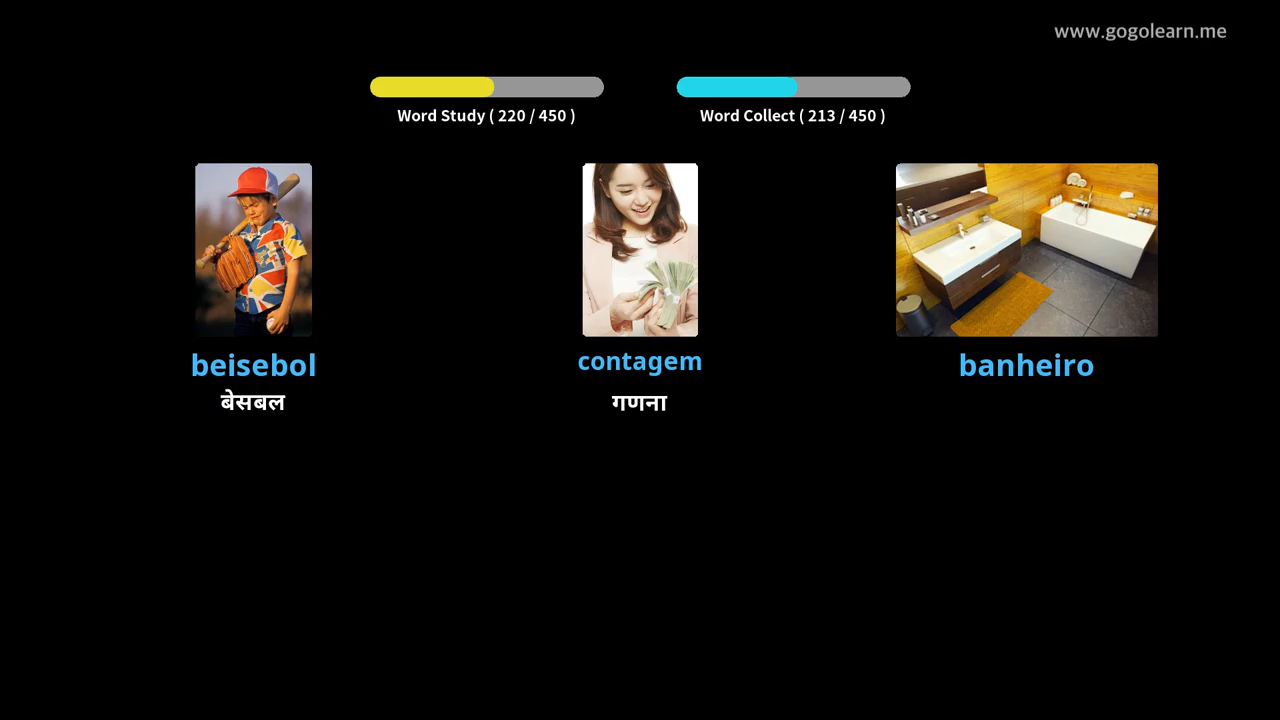 www.gogolearn.me
Word Study ( 220 / 450 )
Word Collect ( 213 / 450 )
beisebol
contagem
banheiro
बेसबल
गणना